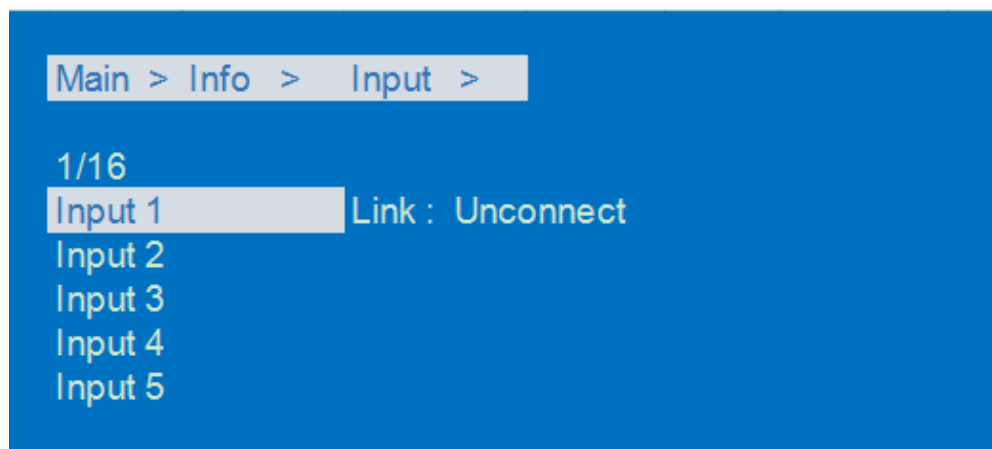 Main > Info > Input >
1/16
Input 1 Link : Unconnect
Input 2
Input 3
Input 4
Input 5